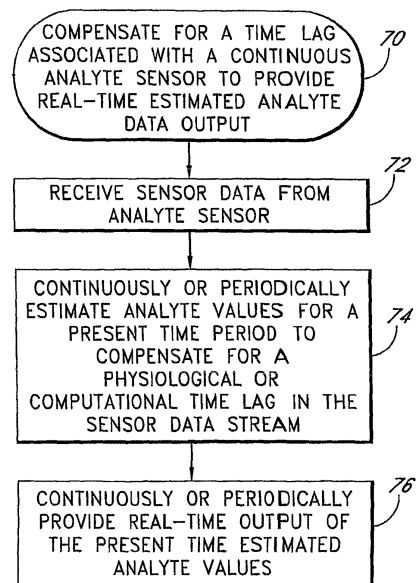 COMPENSATE FOR A TIME LAG
ASSOCIATED WITH A CONTINUOUS
ANALYTE SENSOR TO PROVIDE
REAL-TIME ESTIMATED ANALYTE
DATA OUTPUT
70
72
RECEIVE SENSOR DATA FROM
ANALYTE SENSOR
CONTINUOUSLY OR PERIODICALLY
ESTIMATE ANALYTE VALUES FOR A
PRESENT TIME PERIOD TO
COMPENSATE FOR A
PHYSIOLOGICAL OR
COMPUTATIONAL TIME LAG IN THE
SENSOR DATA STREAM
74
76
CONTINUOUSLY OR PERIODICALLY
PROVIDE REAL-TIME OUTPUT OF
THE PRESENT TIME ESTIMATED
ANALYTE VALUES